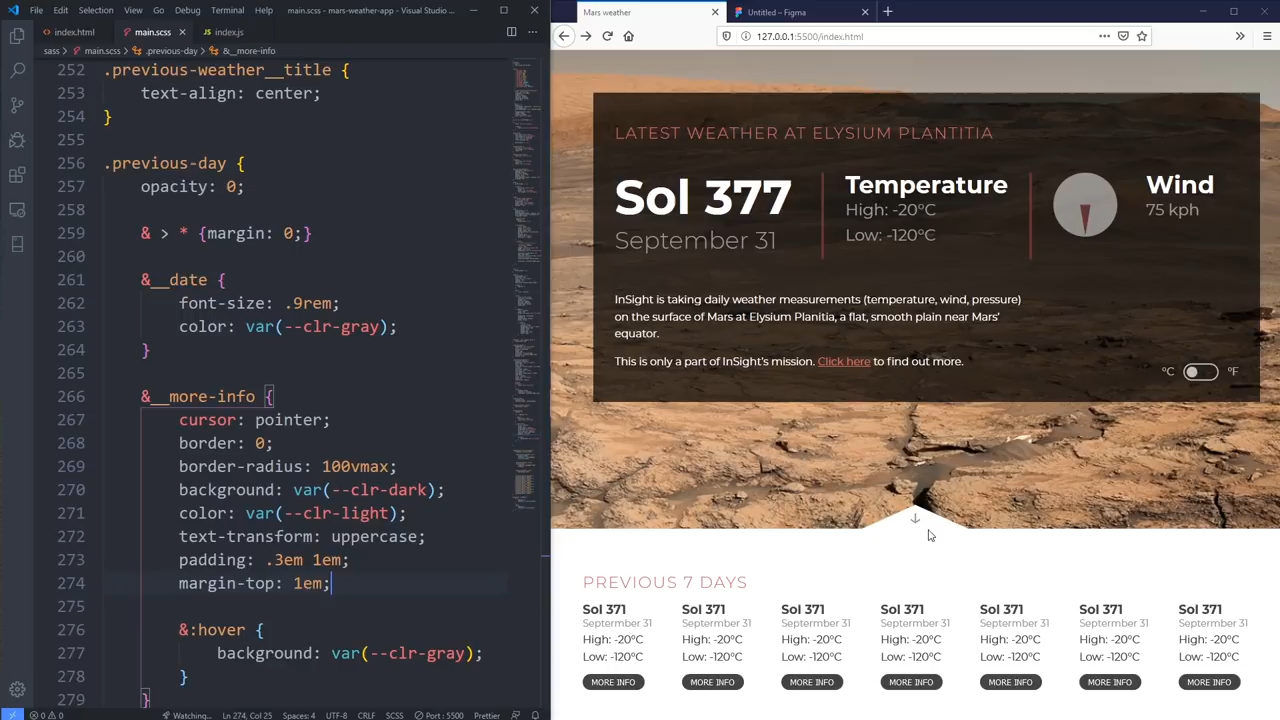 File Edit Selection View Go Debug Terminal Help main.scss - mars-weather-app - Visual Studio ...
index.html main.scss index.js
sass > main.scss > .previous-day > &__more-info
252 .previous-weather__title {
253 text-align: center;
254 }
255
256 .previous-day {
257 opacity: 0;
258
259 & > * {margin: 0;}
260
261 &__date {
262 font-size: .9rem;
263 color: var(--clr-gray);
264 }
265
266 &__more-info {
267 cursor: pointer;
268 border: 0;
269 border-radius: 100vmax;
270 background: var(--clr-dark);
271 color: var(--clr-light);
272 text-transform: uppercase;
273 padding: .3em 1em;
274 margin-top: 1em;
275
276 &:hover {
277 background: var(--clr-gray);
278 }
279 }
0 0 Watching... Ln 274, Col 25 Spaces: 4 UTF-8 CRLF SCSS Port : 5500 Prettier
Mars weather Untitled – Figma
127.0.0.1:5500/index.html
LATEST WEATHER AT ELYSIUM PLANTITIA
Sol 377
September 31
Temperature
High: -20°C
Low: -120°C
Wind
75 kph
InSight is taking daily weather measurements (temperature, wind, pressure)
on the surface of Mars at Elysium Planitia, a flat, smooth plain near Mars'
equator.
This is only a part of InSight's mission. Click here to find out more.
°C °F
PREVIOUS 7 DAYS
Sol 371 Sol 371 Sol 371 Sol 371 Sol 371 Sol 371 Sol 371
Septermber 31 Septermber 31 Septermber 31 Septermber 31 Septermber 31 Septermber 31 Septermber 31
High: -20°C High: -20°C High: -20°C High: -20°C High: -20°C High: -20°C High: -20°C
Low: -120°C Low: -120°C Low: -120°C Low: -120°C Low: -120°C Low: -120°C Low: -120°C
MORE INFO MORE INFO MORE INFO MORE INFO MORE INFO MORE INFO MORE INFO